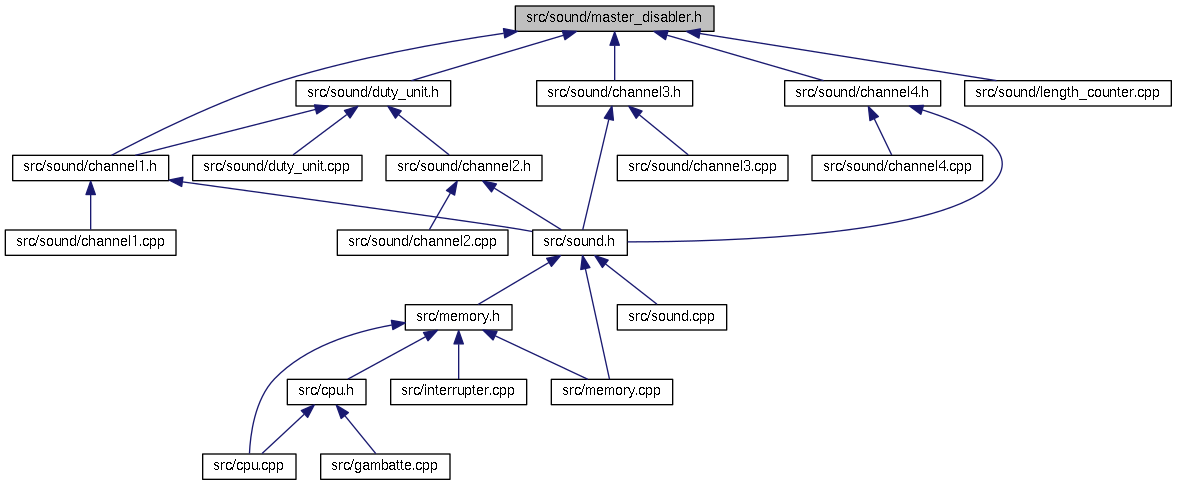 src/sound/master_disabler.h
src/sound/duty_unit.h
src/sound/channel3.h
src/sound/channel4.h
src/sound/length_counter.cpp
src/sound/channel1.h
src/sound/duty_unit.cpp
src/sound/channel2.h
src/sound/channel3.cpp
src/sound/channel4.cpp
src/sound/channel1.cpp
src/sound/channel2.cpp
src/sound.h
src/memory.h
src/sound.cpp
src/cpu.h
src/interrupter.cpp
src/memory.cpp
src/cpu.cpp
src/gambatte.cpp